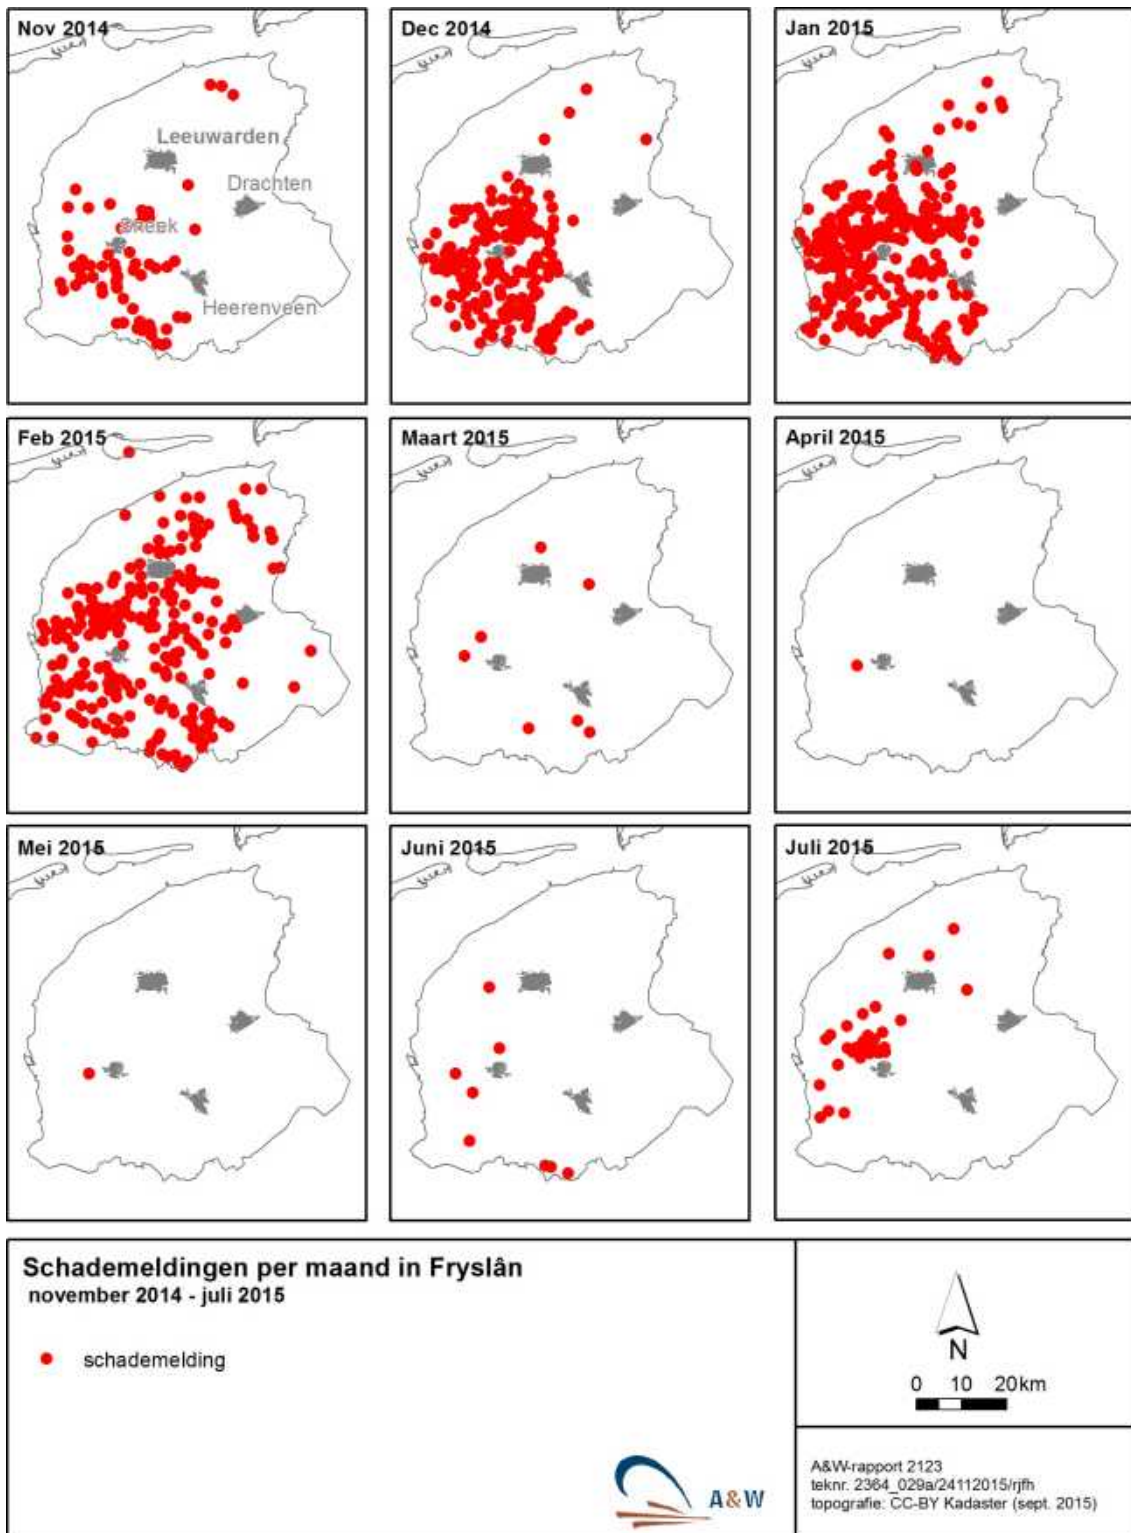 Nov 2014
Leeuwarden
Drachten
Sneek
Heerenveen
Dec 2014
Jan 2015
Feb 2015
Maart 2015
April 2015
Mei 2015
Juni 2015
Juli 2015
Schademeldingen per maand in Fryslân
november 2014 - juli 2015
schademelding
A&W
N
0 10 20km
A&W-rapport 2123
teknr. 2364_029a/24112015/rjfh
topografie: CC-BY Kadaster (sept. 2015)